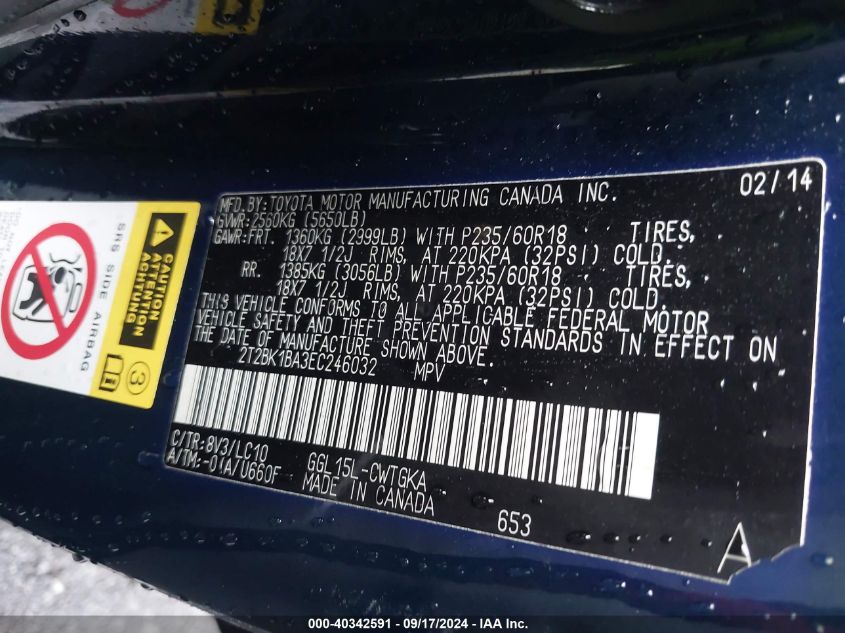 MFD.BY:TOYOTA MOTOR MANUFACTURING CANADA INC. 02/14
GVWR:2560KG (5650LB)
GAWR:FRT. 1360KG (2999LB) WITH P235/60R18 TIRES,
18X7 1/2J RIMS, AT 220KPA (32PSI) COLD.
RR. 1385KG (3056LB) WITH P235/60R18 TIRES,
18X7 1/2J RIMS, AT 220KPA (32PSI) COLD.
THIS VEHICLE CONFORMS TO ALL APPLICABLE FEDERAL MOTOR
VEHICLE SAFETY AND THEFT PREVENTION STANDARDS IN EFFECT ON
THE DATE OF MANUFACTURE SHOWN ABOVE.
2T2BK1BA3EC246032 MPV
C/TR:8V3/LC10
A/TM:-01A/U660F GGL15L-CWTGKA
MADE IN CANADA
653
A
CAUTION
ATTENTION
ACHTUNG
SRS SIDE AIRBAG
3
000-40342591 - 09/17/2024 - IAA Inc.